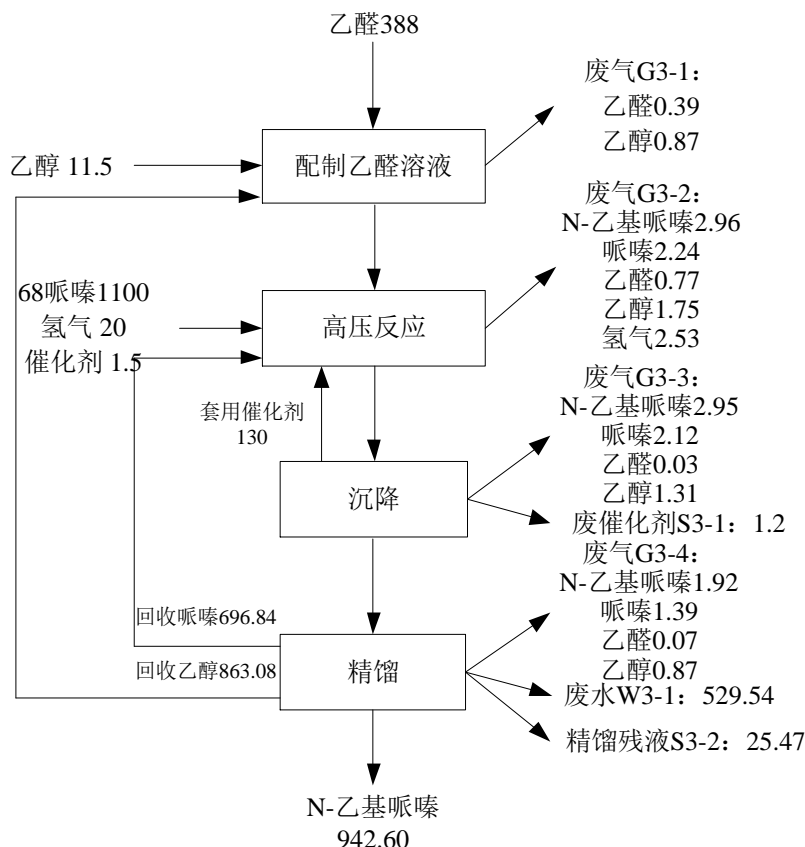 乙醛388
废气G3-1：
乙醛0.39
乙醇0.87
乙醇 11.5
配制乙醛溶液
废气G3-2：
N-乙基哌嗪2.96
哌嗪2.24
乙醛0.77
乙醇1.75
氢气2.53
68哌嗪1100
氢气 20
催化剂 1.5
高压反应
套用催化剂
130
废气G3-3：
N-乙基哌嗪2.95
哌嗪2.12
乙醛0.03
乙醇1.31
沉降
废催化剂S3-1：1.2
废气G3-4：
N-乙基哌嗪1.92
哌嗪1.39
乙醛0.07
乙醇0.87
回收哌嗪696.84
回收乙醇863.08
精馏
废水W3-1：529.54
精馏残液S3-2：25.47
N-乙基哌嗪
942.60